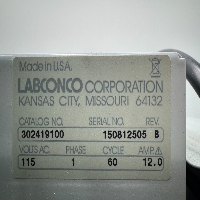 Made in U.S.A.
LABCONCO CORPORATION
KANSAS CITY, MISSOURI 64132
CATALOG NO. SERIAL NO. REV.
302419100 150812505 B
VOLTS AC PHASE CYCLE AMP.
115 1 60 12.0